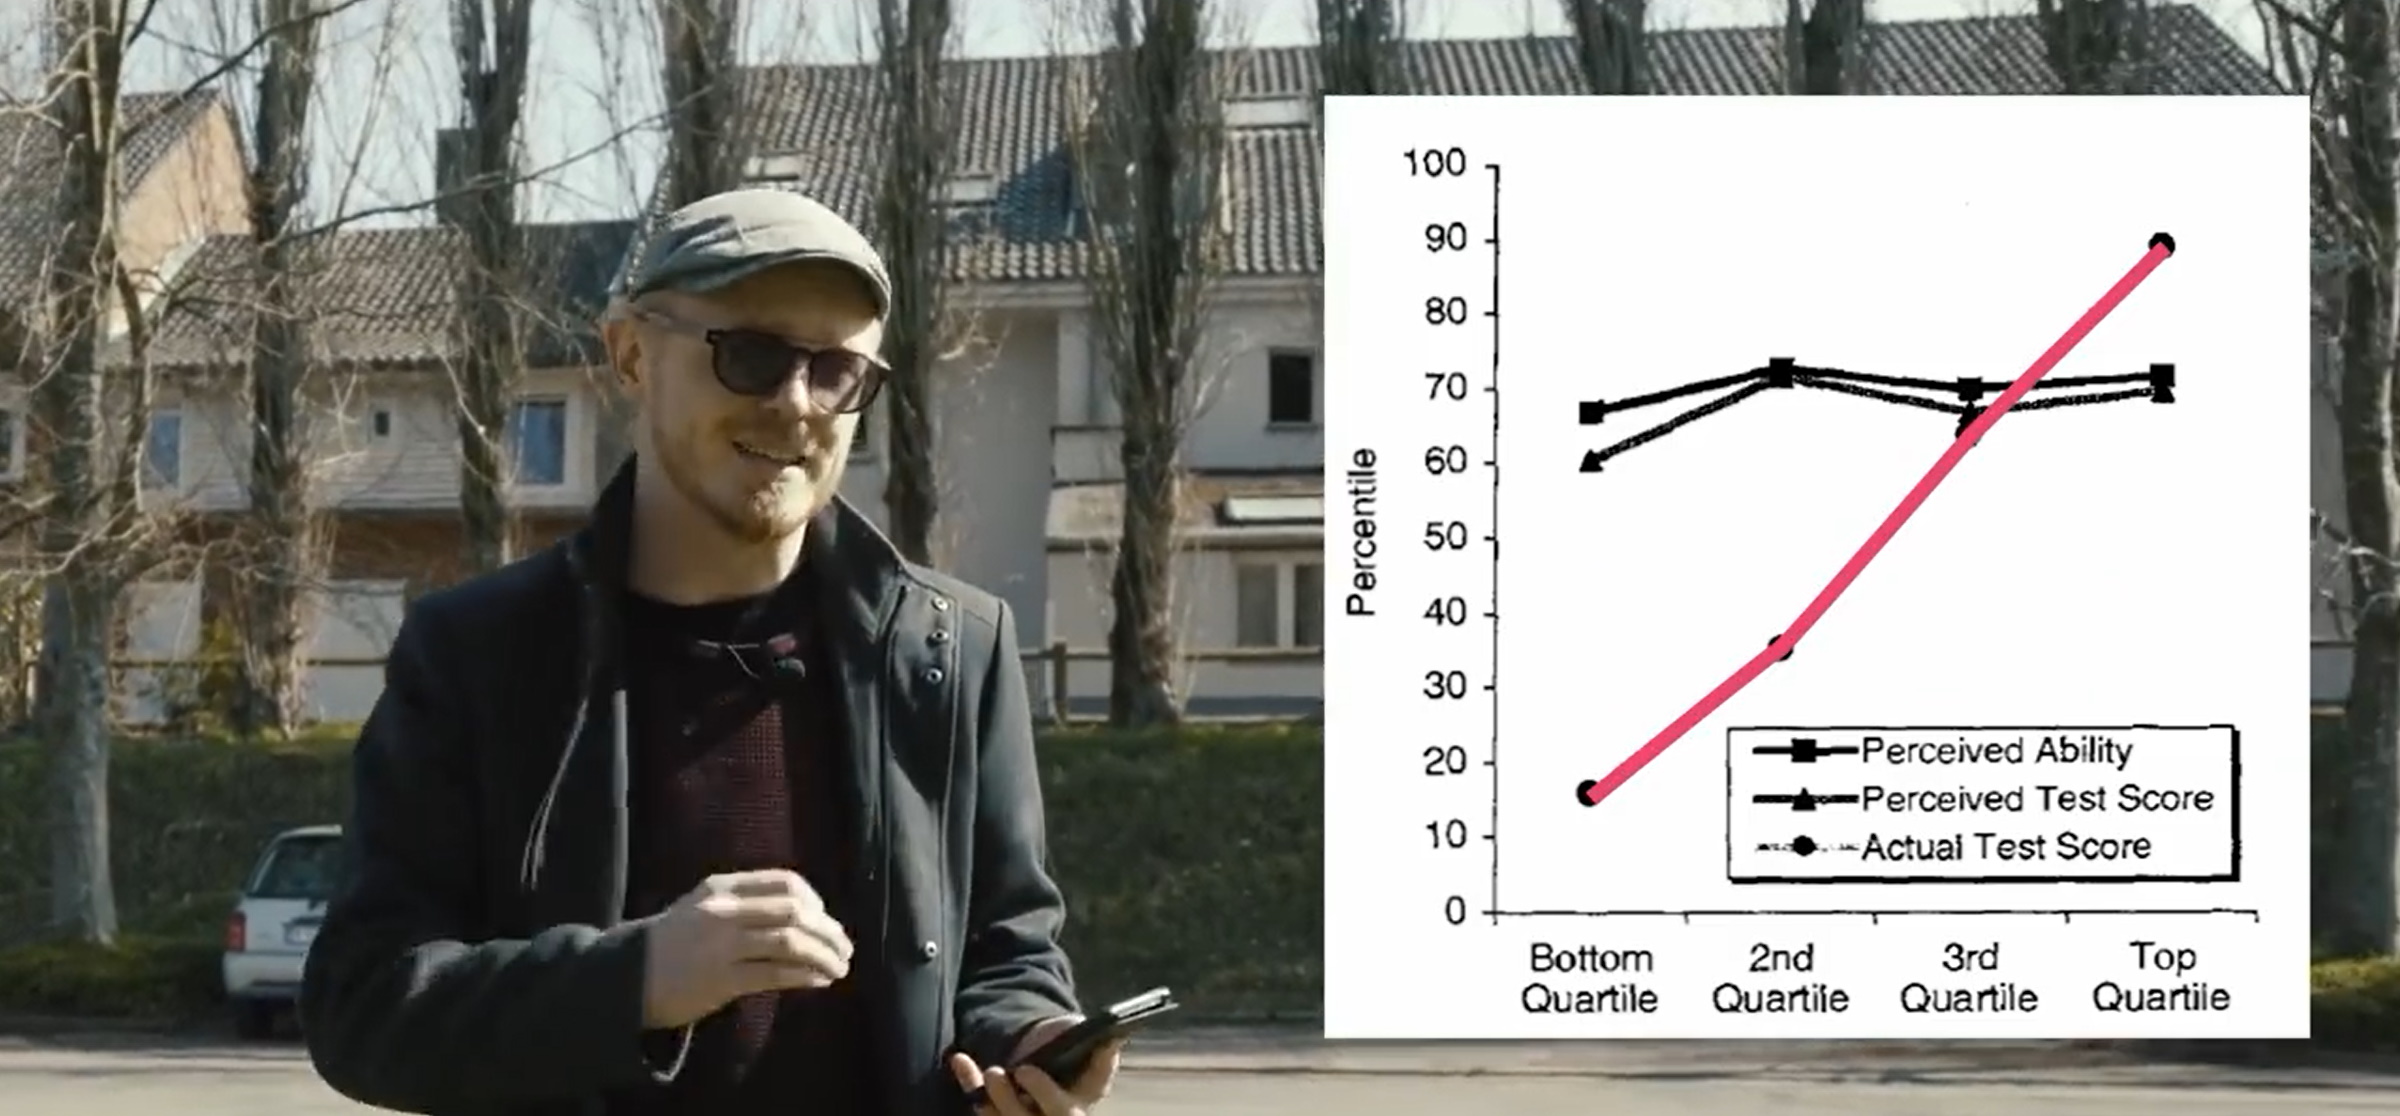 100
90
80
70
60
50
40
30
20
10
0
Percentile
Perceived Ability
Perceived Test Score
Actual Test Score
Bottom Quartile
2nd Quartile
3rd Quartile
Top Quartile